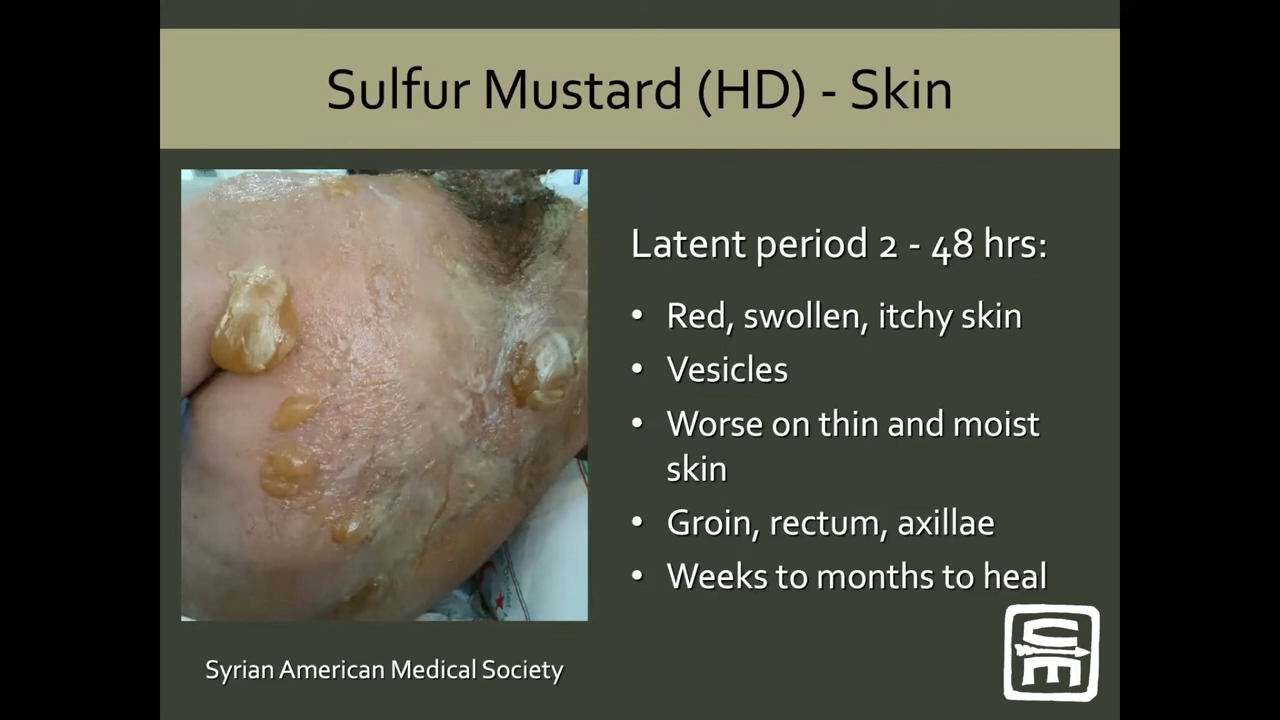 Sulfur Mustard (HD) - Skin
Latent period 2 - 48 hrs:
• Red, swollen, itchy skin
• Vesicles
• Worse on thin and moist
skin
• Groin, rectum, axillae
• Weeks to months to heal
Syrian American Medical Society